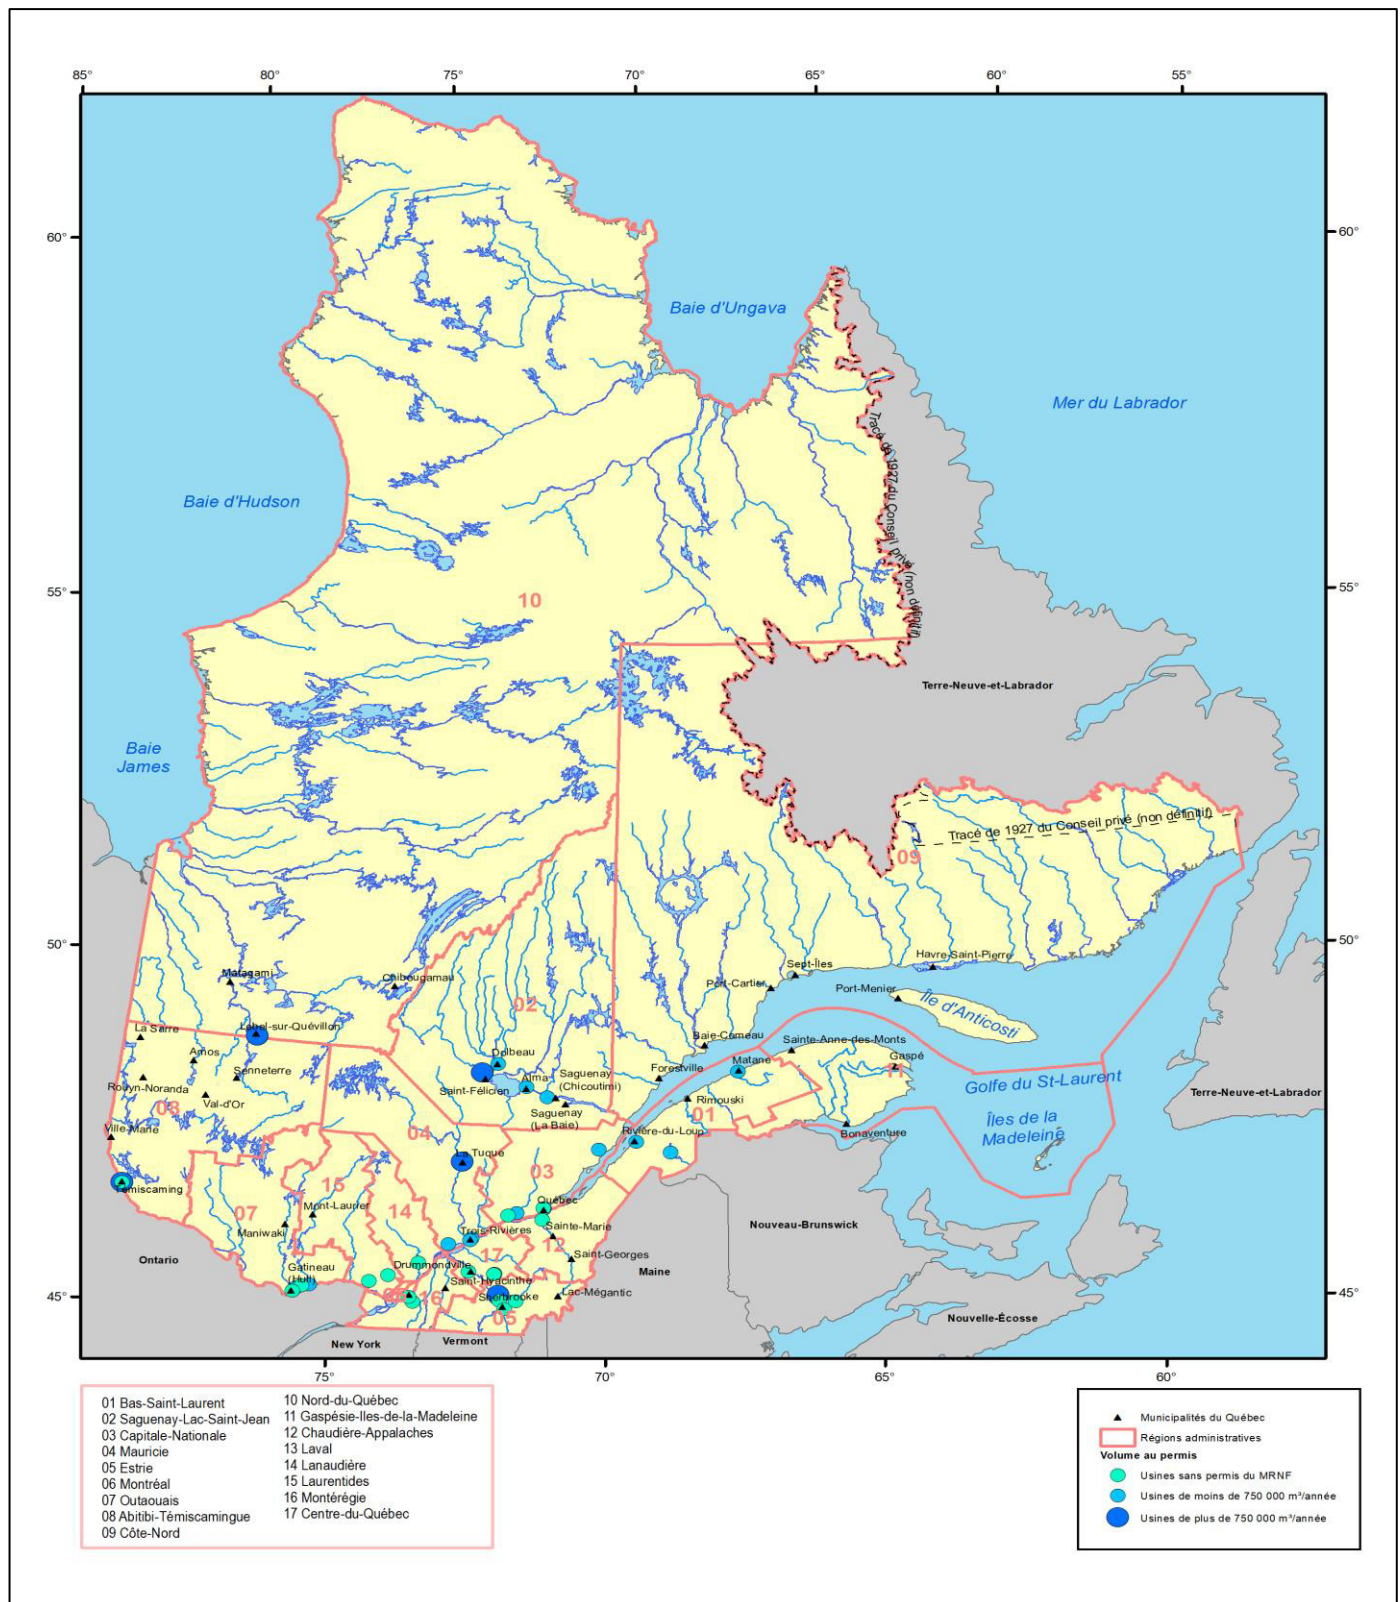 85° 80° 75° 70° 65° 60° 55°
60° 60°
Baie d'Ungava
Mer du Labrador
Baie d'Hudson
Tracé de 1927 du Conseil privé (non définitif)
55° 55°
10
Terre-Neuve-et-Labrador
Baie
James
Tracé de 1927 du Conseil privé (non définitif)
09
50° 50°
Matagami
Chibougamau
Sept-Îles
Havre-Saint-Pierre
Port-Cartier
Port-Menier
Île d'Anticosti
02
La Sarre
Lebel-sur-Quévillon
Baie-Comeau
Sainte-Anne-des-Monts
Amos
Dolbeau
Matane
Gaspé
11
Rouyn-Noranda
Senneterre
Saint-Félicien
Alma
Saguenay
(Chicoutimi)
Forestville
Golfe du St-Laurent
Val-d'Or
08
Saguenay
(La Baie)
Rimouski
01
Îles de la
Madeleine
Terre-Neuve-et-Labrador
Ville-Marie
04
Rivière-du-Loup
Bonaventure
La Tuque
03
Témiscaming
15
07
Mont-Laurier
14
Québec
Maniwaki
Trois-Rivières
Sainte-Marie
12
Nouveau-Brunswick
Ontario
17
Saint-Georges
Gatineau
(Hull)
Drummondville
Saint-Hyacinthe
Maine
16
Sherbrooke
Lac-Mégantic
05
45° 45°
New York
Vermont
Nouvelle-Écosse
75° 70° 65° 60°
01 Bas-Saint-Laurent
02 Saguenay-Lac-Saint-Jean
03 Capitale-Nationale
04 Mauricie
05 Estrie
06 Montréal
07 Outaouais
08 Abitibi-Témiscamingue
09 Côte-Nord
10 Nord-du-Québec
11 Gaspésie-Iles-de-la-Madeleine
12 Chaudière-Appalaches
13 Laval
14 Lanaudière
15 Laurentides
16 Montérégie
17 Centre-du-Québec
Municipalités du Québec
Régions administratives
Volume au permis
Usines sans permis du MRNF
Usines de moins de 750 000 m³/année
Usines de plus de 750 000 m³/année